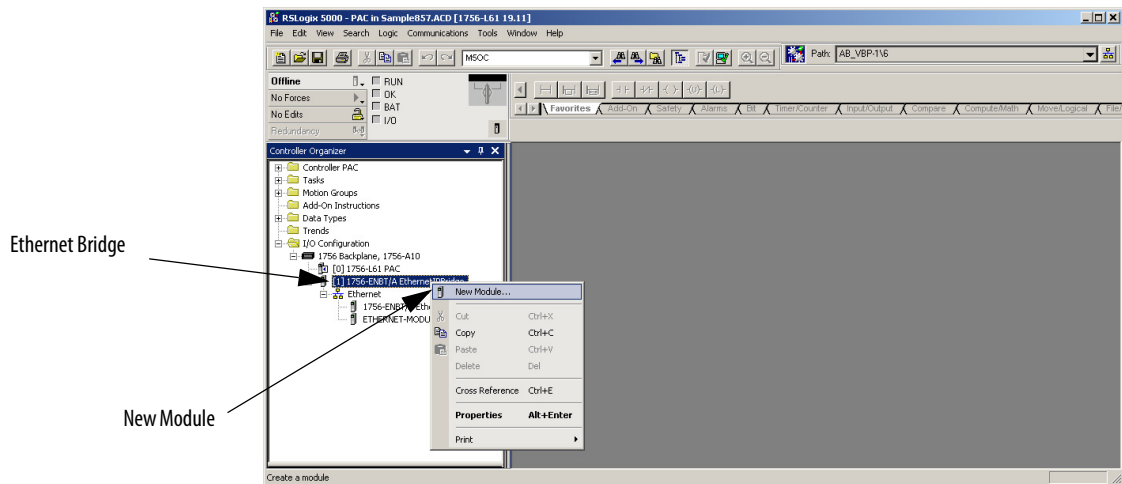 RSLogix 5000 - PAC in Sample857.ACD [1756-L61 19.11]
File Edit View Search Logic Communications Tools Window Help
M5OC
Path: AB_VBP-1\6
Offline
RUN
No Forces
OK
BAT
No Edits
I/O
Redundancy
Favorites Add-On Safety Alarms Bit Timer/Counter Input/Output Compare Compute/Math Move/Logical File/
Controller Organizer
Controller PAC
Tasks
Motion Groups
Add-On Instructions
Data Types
Trends
I/O Configuration
1756 Backplane, 1756-A10
[0] 1756-L61 PAC
[1] 1756-ENBT/A
Ethernet
1756-ENBT/
ETHERNET-MODU
New Module...
Cut Ctrl+X
Copy Ctrl+C
Paste Ctrl+V
Delete Del
Cross Reference Ctrl+E
Properties Alt+Enter
Print
Create a module
Ethernet Bridge
New Module